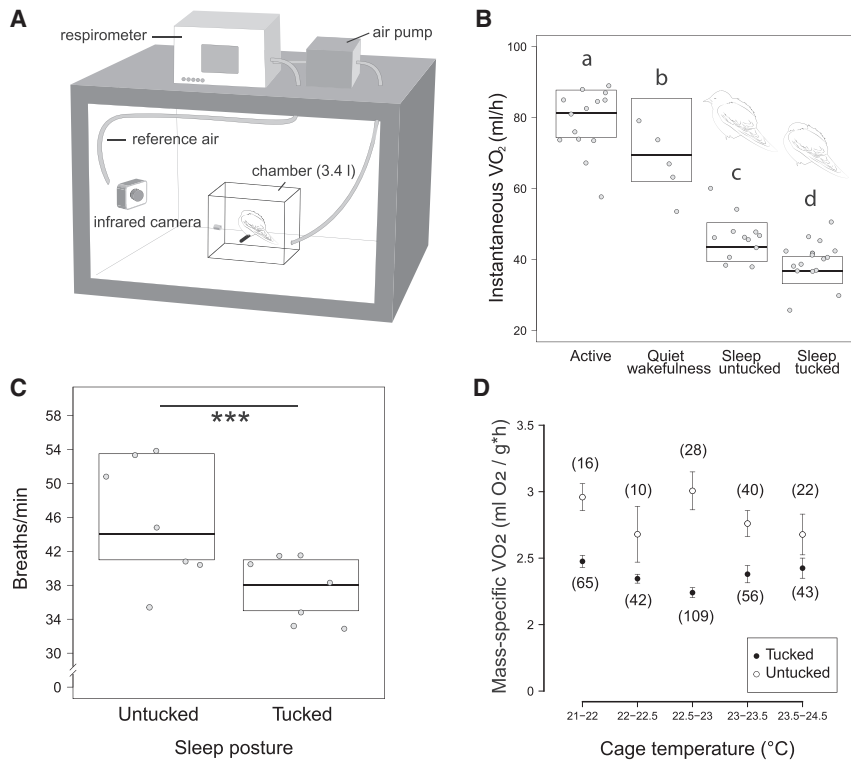 A
respirometer
air pump
reference air
chamber (3.4 l)
infrared camera
B
Instantaneous VO2 (ml/h)
100
80
60
40
20
a
b
c
d
Active
Quiet
wakefulness
Sleep
untucked
Sleep
tucked
C
Breaths/min
58
54
50
46
42
38
34
30
0
***
Untucked
Tucked
Sleep posture
D
Mass-specific VO2 (ml O2 / g*h)
3.5
3
2.5
2
0
(16)
(10)
(28)
(40)
(22)
(65)
(42)
(109)
(56)
(43)
Tucked
Untucked
21−22
22−22.5
22.5−23
23−23.5
23.5−24.5
Cage temperature (°C)